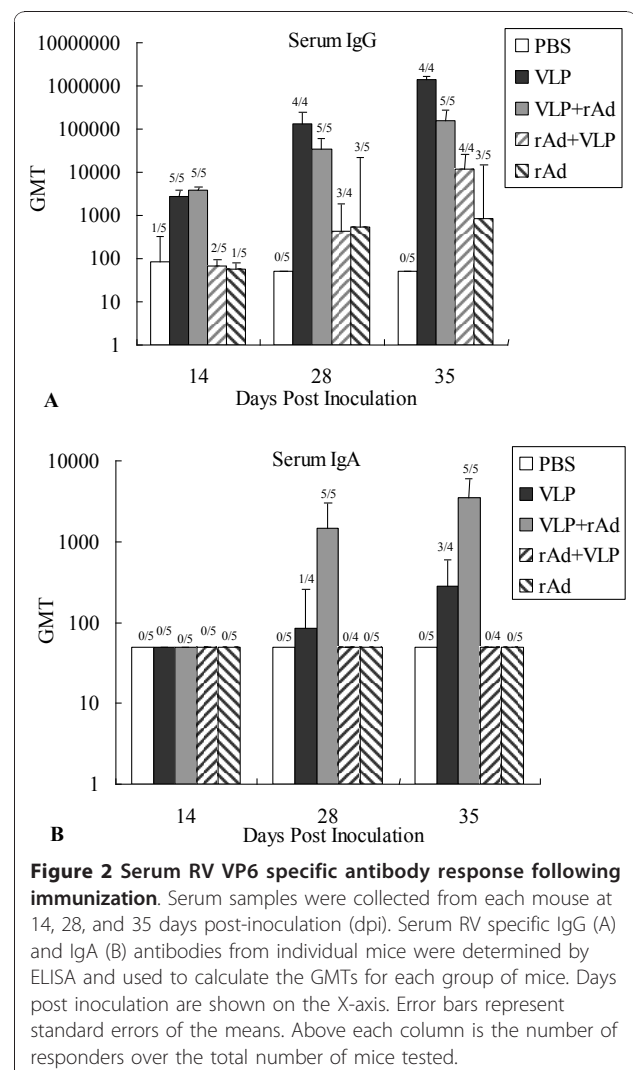 Serum IgG
10000000
1000000
100000
10000
1000
100
10
1
GMT
1/5
5/5
5/5
2/5
1/5
0/5
4/4
5/5
3/4
3/5
0/5
4/4
5/5
4/4
3/5
PBS
VLP
VLP+rAd
rAd+VLP
rAd
14
28
35
A
Days Post Inoculation
Serum IgA
10000
1000
100
10
1
GMT
0/5
0/5
0/5
0/5
0/5
0/5
1/4
5/5
0/4
0/5
0/5
3/4
5/5
0/4
0/5
PBS
VLP
VLP+rAd
rAd+VLP
rAd
14
28
35
B
Days Post Inoculation
Figure 2 Serum RV VP6 specific antibody response following
immunization. Serum samples were collected from each mouse at
14, 28, and 35 days post-inoculation (dpi). Serum RV specific IgG (A)
and IgA (B) antibodies from individual mice were determined by
ELISA and used to calculate the GMTs for each group of mice. Days
post inoculation are shown on the X-axis. Error bars represent
standard errors of the means. Above each column is the number of
responders over the total number of mice tested.